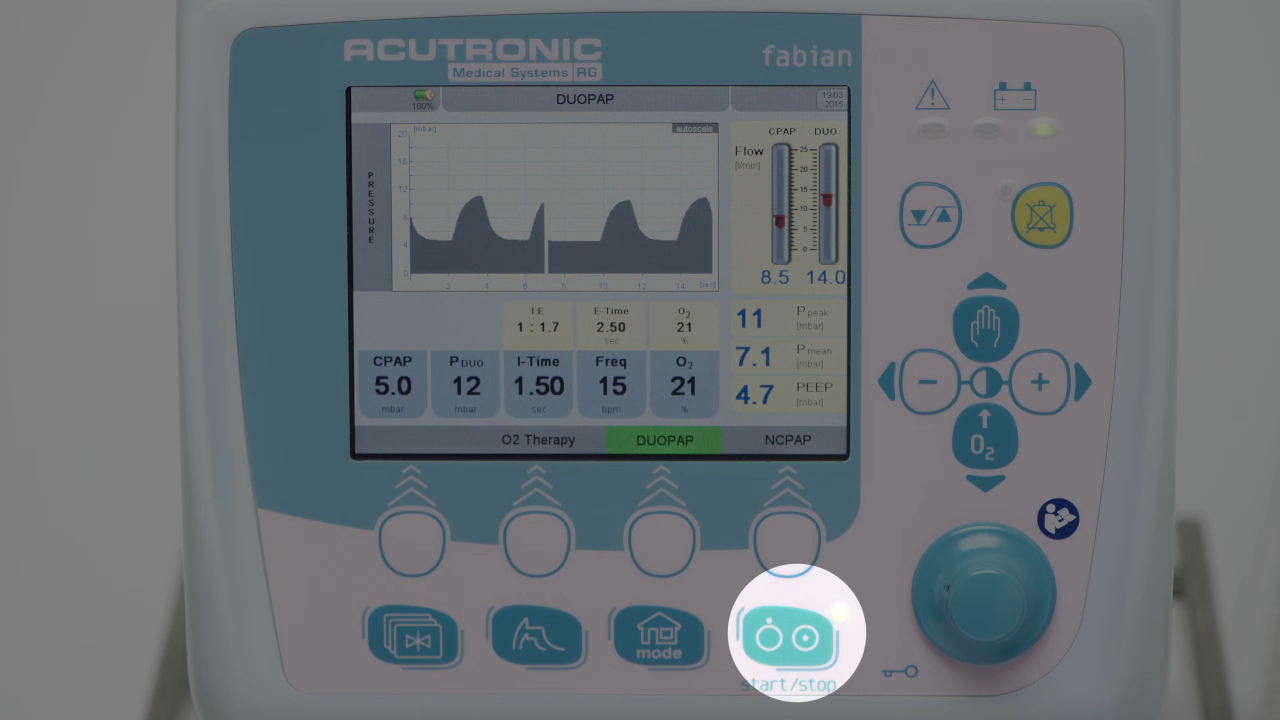 ACUTRONIC
Medical Systems AG
fabian
100%
DUOPAP
19/03
2015
[mbar]
autoscale
20
16
12
8
4
0
2
4
6
8
10
12
14
[sec]
PRESSURE
CPAP DUO
Flow
[l/min]
25
20
15
10
5
0
8.5 14.0
I:E
1 : 1.7
E-Time
2.50
sec
O2
21
%
11 Ppeak
[mbar]
7.1 Pmean
[mbar]
4.7 PEEP
[mbar]
CPAP
5.0
mbar
PDUO
12
mbar
I-Time
1.50
sec
Freq
15
bpm
O2
21
%
O2 Therapy DUOPAP NCPAP
O2
mode
start/stop